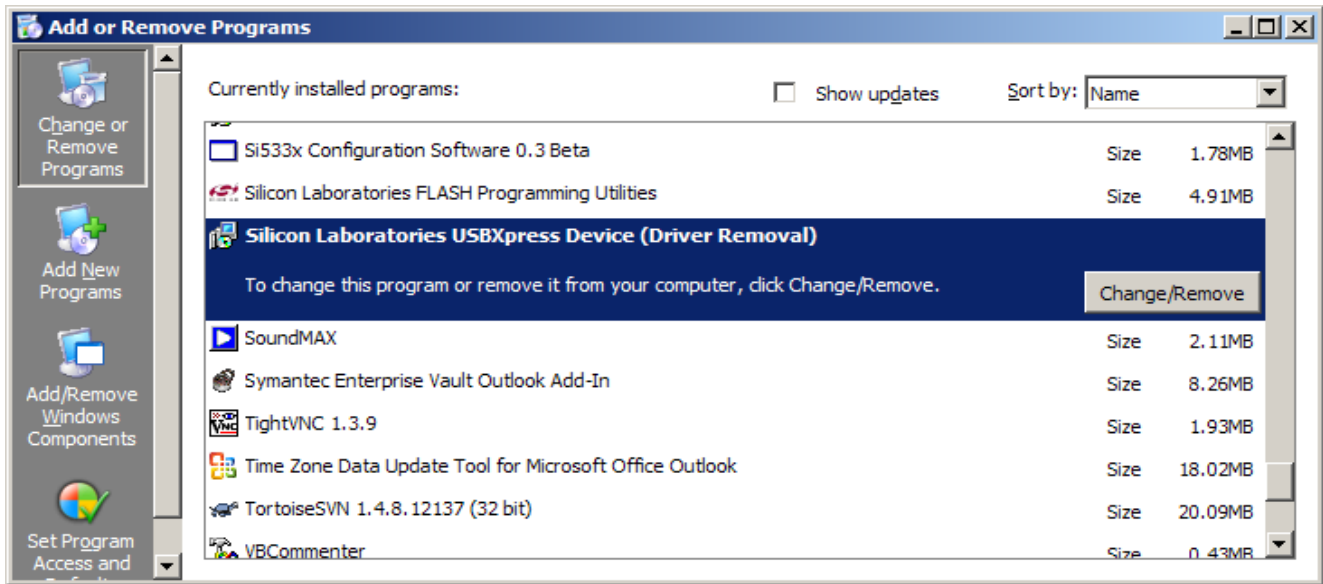 Add or Remove Programs
Change or
Remove
Programs
Add New
Programs
Add/Remove
Windows
Components
Set Program
Access and
Currently installed programs:
Show updates
Sort by: Name
Si533x Configuration Software 0.3 Beta Size 1.78MB
Silicon Laboratories FLASH Programming Utilities Size 4.91MB
Silicon Laboratories USBXpress Device (Driver Removal)
To change this program or remove it from your computer, click Change/Remove.
Change/Remove
SoundMAX Size 2.11MB
Symantec Enterprise Vault Outlook Add-In Size 8.26MB
TightVNC 1.3.9 Size 1.93MB
Time Zone Data Update Tool for Microsoft Office Outlook Size 18.02MB
TortoiseSVN 1.4.8.12137 (32 bit) Size 20.09MB
VBCommenter Size 0.43MB